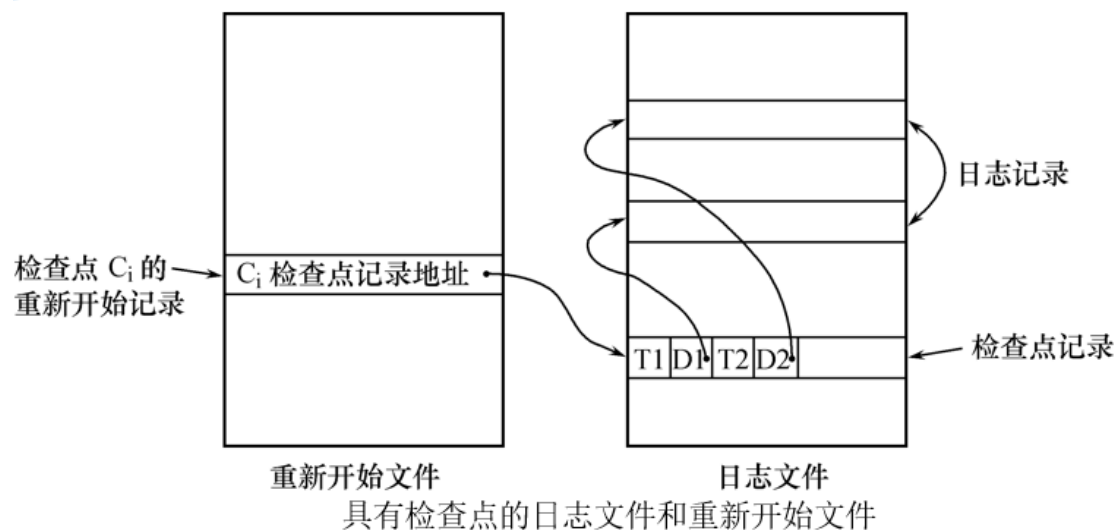 检查点 Cᵢ 的
重新开始记录
Cᵢ 检查点记录地址
日志记录
T1 D1 T2 D2
检查点记录
重新开始文件
日志文件
具有检查点的日志文件和重新开始文件